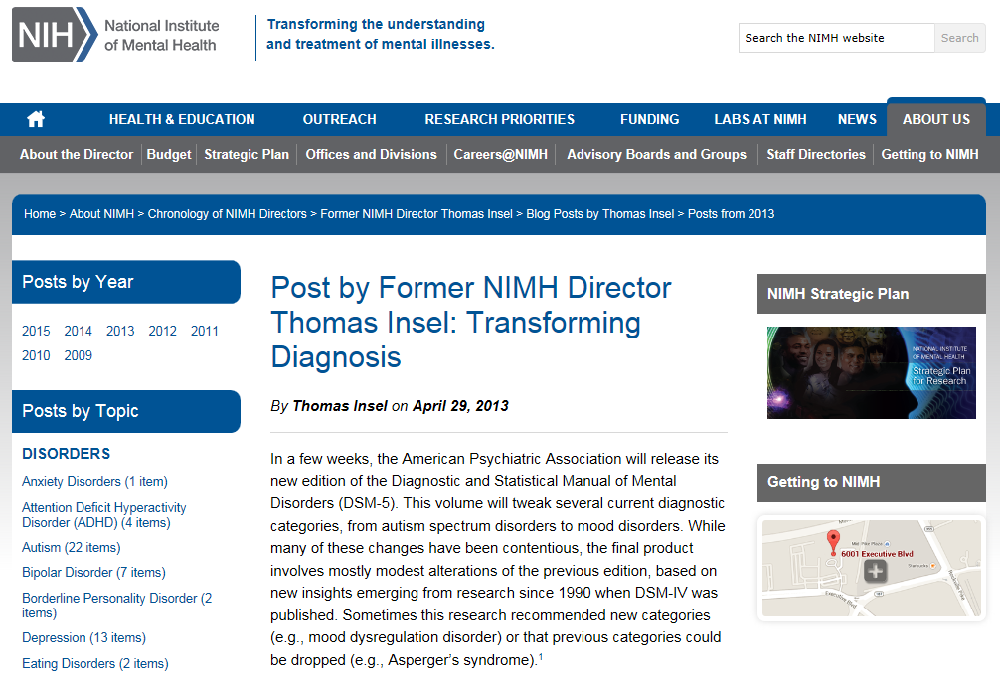 NIH National Institute
of Mental Health
Transforming the understanding
and treatment of mental illnesses.
Search the NIMH website Search
HEALTH & EDUCATION OUTREACH RESEARCH PRIORITIES FUNDING LABS AT NIMH NEWS ABOUT US
About the Director Budget Strategic Plan Offices and Divisions Careers@NIMH Advisory Boards and Groups Staff Directories Getting to NIMH
Home > About NIMH > Chronology of NIMH Directors > Former NIMH Director Thomas Insel > Blog Posts by Thomas Insel > Posts from 2013
Posts by Year
2015 2014 2013 2012 2011
2010 2009
Posts by Topic
DISORDERS
Anxiety Disorders (1 item)
Attention Deficit Hyperactivity
Disorder (ADHD) (4 items)
Autism (22 items)
Bipolar Disorder (7 items)
Borderline Personality Disorder (2
items)
Depression (13 items)
Eating Disorders (2 items)
Post by Former NIMH Director
Thomas Insel: Transforming
Diagnosis
By Thomas Insel on April 29, 2013
In a few weeks, the American Psychiatric Association will release its
new edition of the Diagnostic and Statistical Manual of Mental
Disorders (DSM-5). This volume will tweak several current diagnostic
categories, from autism spectrum disorders to mood disorders. While
many of these changes have been contentious, the final product
involves mostly modest alterations of the previous edition, based on
new insights emerging from research since 1990 when DSM-IV was
published. Sometimes this research recommended new categories
(e.g., mood dysregulation disorder) or that previous categories could
be dropped (e.g., Asperger’s syndrome).1
NIMH Strategic Plan
NATIONAL INSTITUTE
OF MENTAL HEALTH
Strategic Plan
for Research
Getting to NIMH
Mid-Pike Plaza
6001 Executive Blvd
Starbucks
Executive Blvd
Rockville Pike